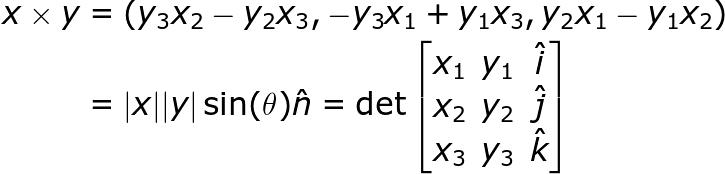 x × y = (y₃x₂ − y₂x₃, −y₃x₁ + y₁x₃, y₂x₁ − y₁x₂)
= |x||y| sin(θ)n̂ = det [x₁ y₁ î
x₂ y₂ ĵ
x₃ y₃ k̂]